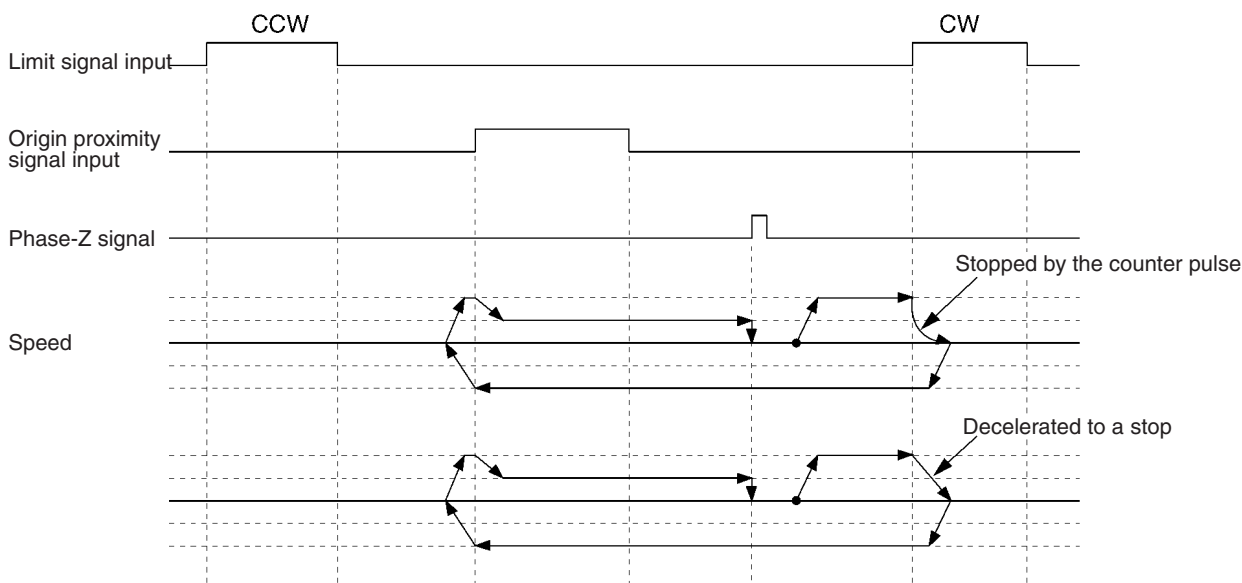 CCW
CW
Limit signal input
Origin proximity
signal input
Phase-Z signal
Stopped by the counter pulse
Speed
Decelerated to a stop